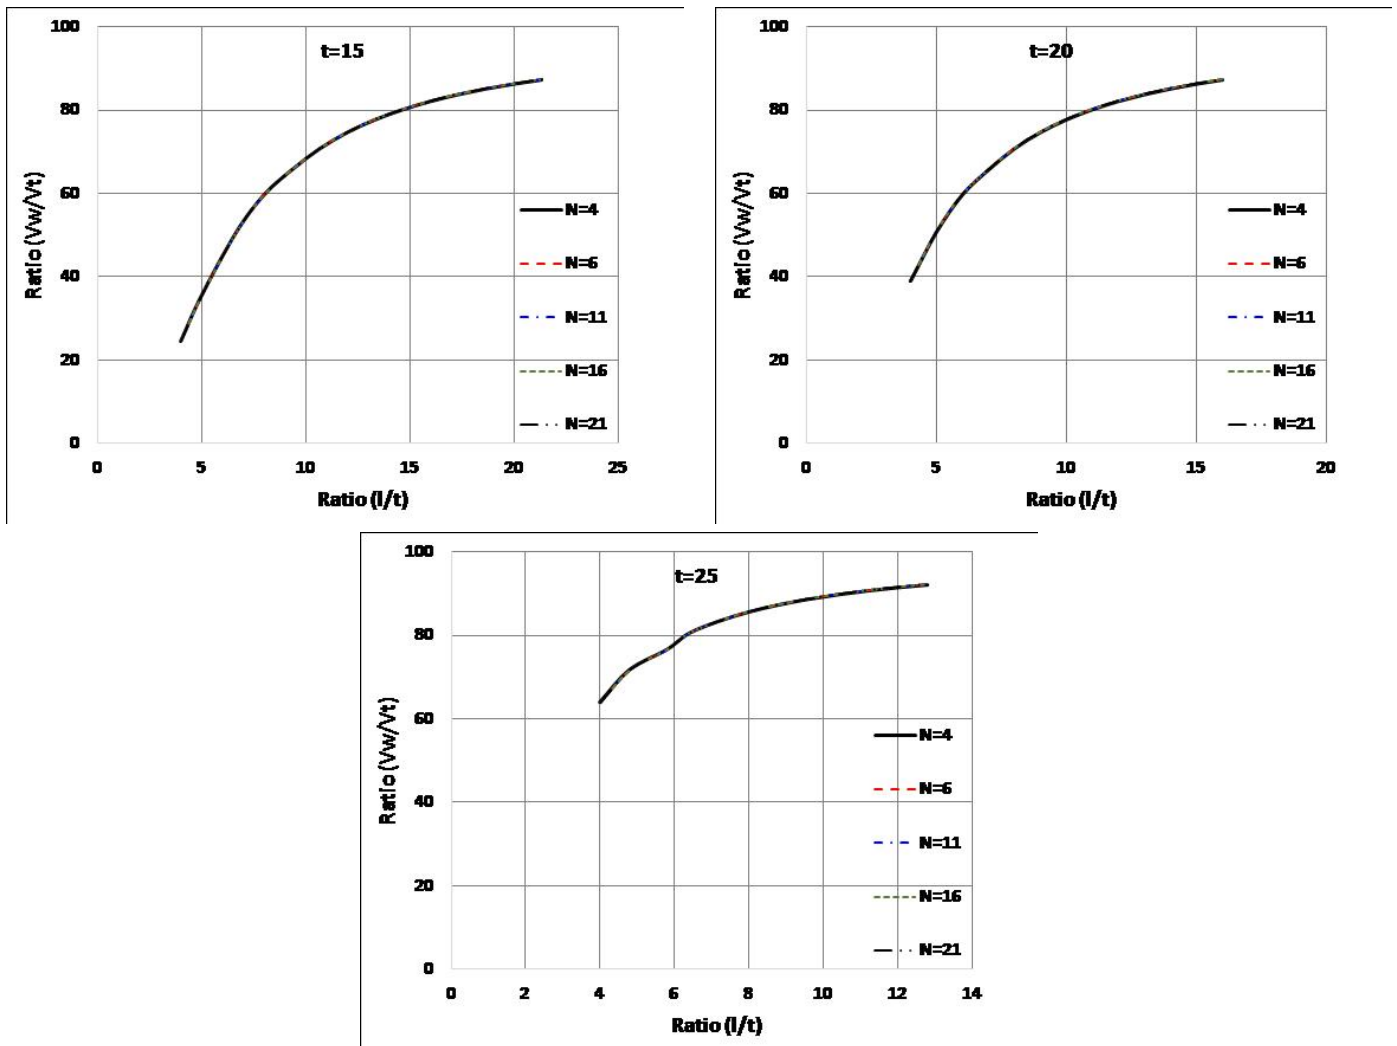 t=15
100
80
60
40
20
0
Ratio (Vw/Vt)
N=4
N=6
N=11
N=16
N=21
0 5 10 15 20 25
Ratio (l/t)
t=20
100
80
60
40
20
0
Ratio (Vw/Vt)
N=4
N=6
N=11
N=16
N=21
0 5 10 15 20
Ratio (l/t)
t=25
100
80
60
40
20
0
Ratio (Vw/Vt)
N=4
N=6
N=11
N=16
N=21
0 2 4 6 8 10 12 14
Ratio (l/t)